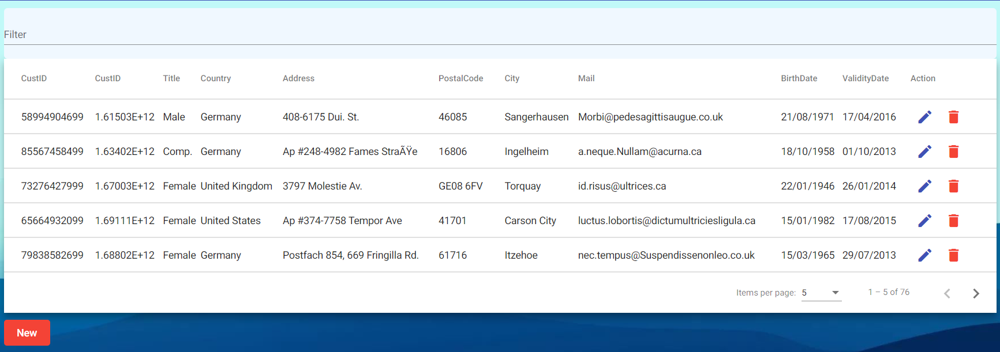 Filter
CustID CustID Title Country Address PostalCode City Mail BirthDate ValidityDate Action
58994904699 1.61503E+12 Male Germany 408-6175 Dui. St. 46085 Sangerhausen Morbi@pedesagittisaugue.co.uk 21/08/1971 17/04/2016
85567458499 1.63402E+12 Comp. Germany Ap #248-4982 Fames StraÃŸe 16806 Ingelheim a.neque.Nullam@acurna.ca 18/10/1958 01/10/2013
73276427999 1.67003E+12 Female United Kingdom 3797 Molestie Av. GE08 6FV Torquay id.risus@ultrices.ca 22/01/1946 26/01/2014
65664932099 1.69111E+12 Female United States Ap #374-7758 Tempor Ave 41701 Carson City luctus.lobortis@dictumultriciesligula.ca 15/01/1982 17/08/2015
79838582699 1.68802E+12 Female Germany Postfach 854, 669 Fringilla Rd. 61716 Itzehoe nec.tempus@Suspendissenonleo.co.uk 15/03/1965 29/07/2013
Items per page: 5 1 – 5 of 76
New